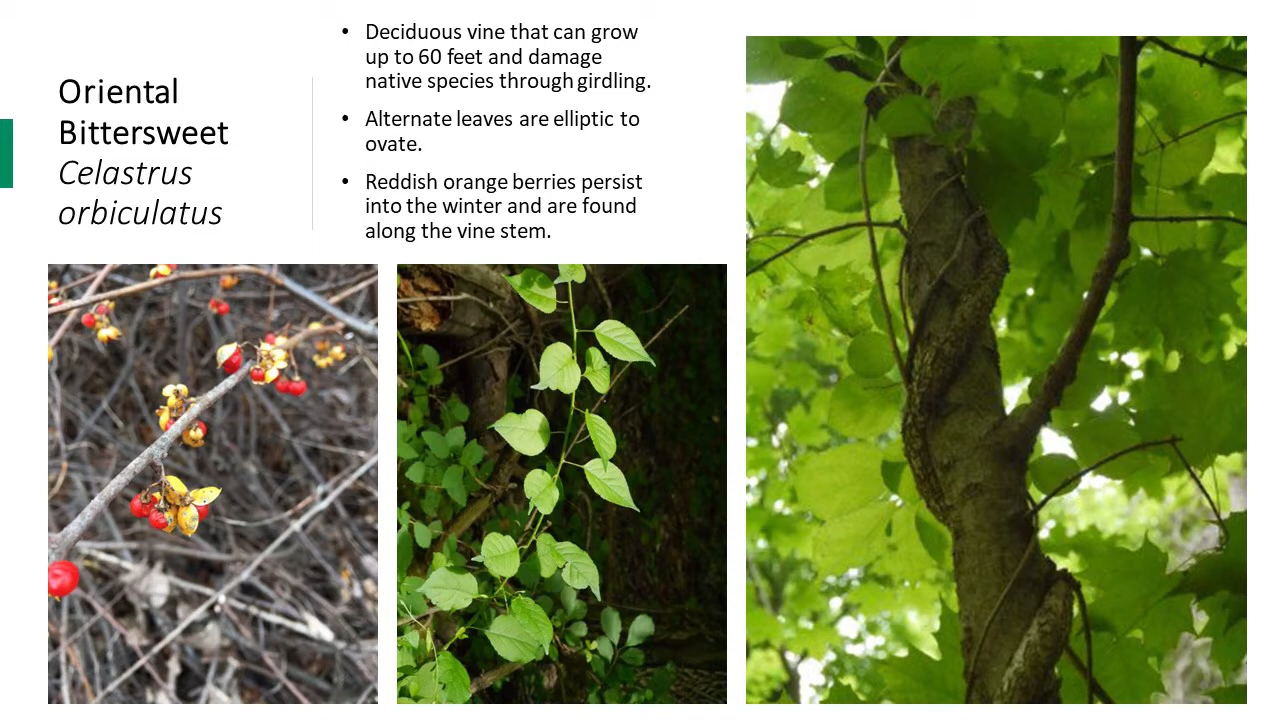 Oriental
Bittersweet
Celastrus
orbiculatus
• Deciduous vine that can grow
up to 60 feet and damage
native species through girdling.
• Alternate leaves are elliptic to
ovate.
• Reddish orange berries persist
into the winter and are found
along the vine stem.